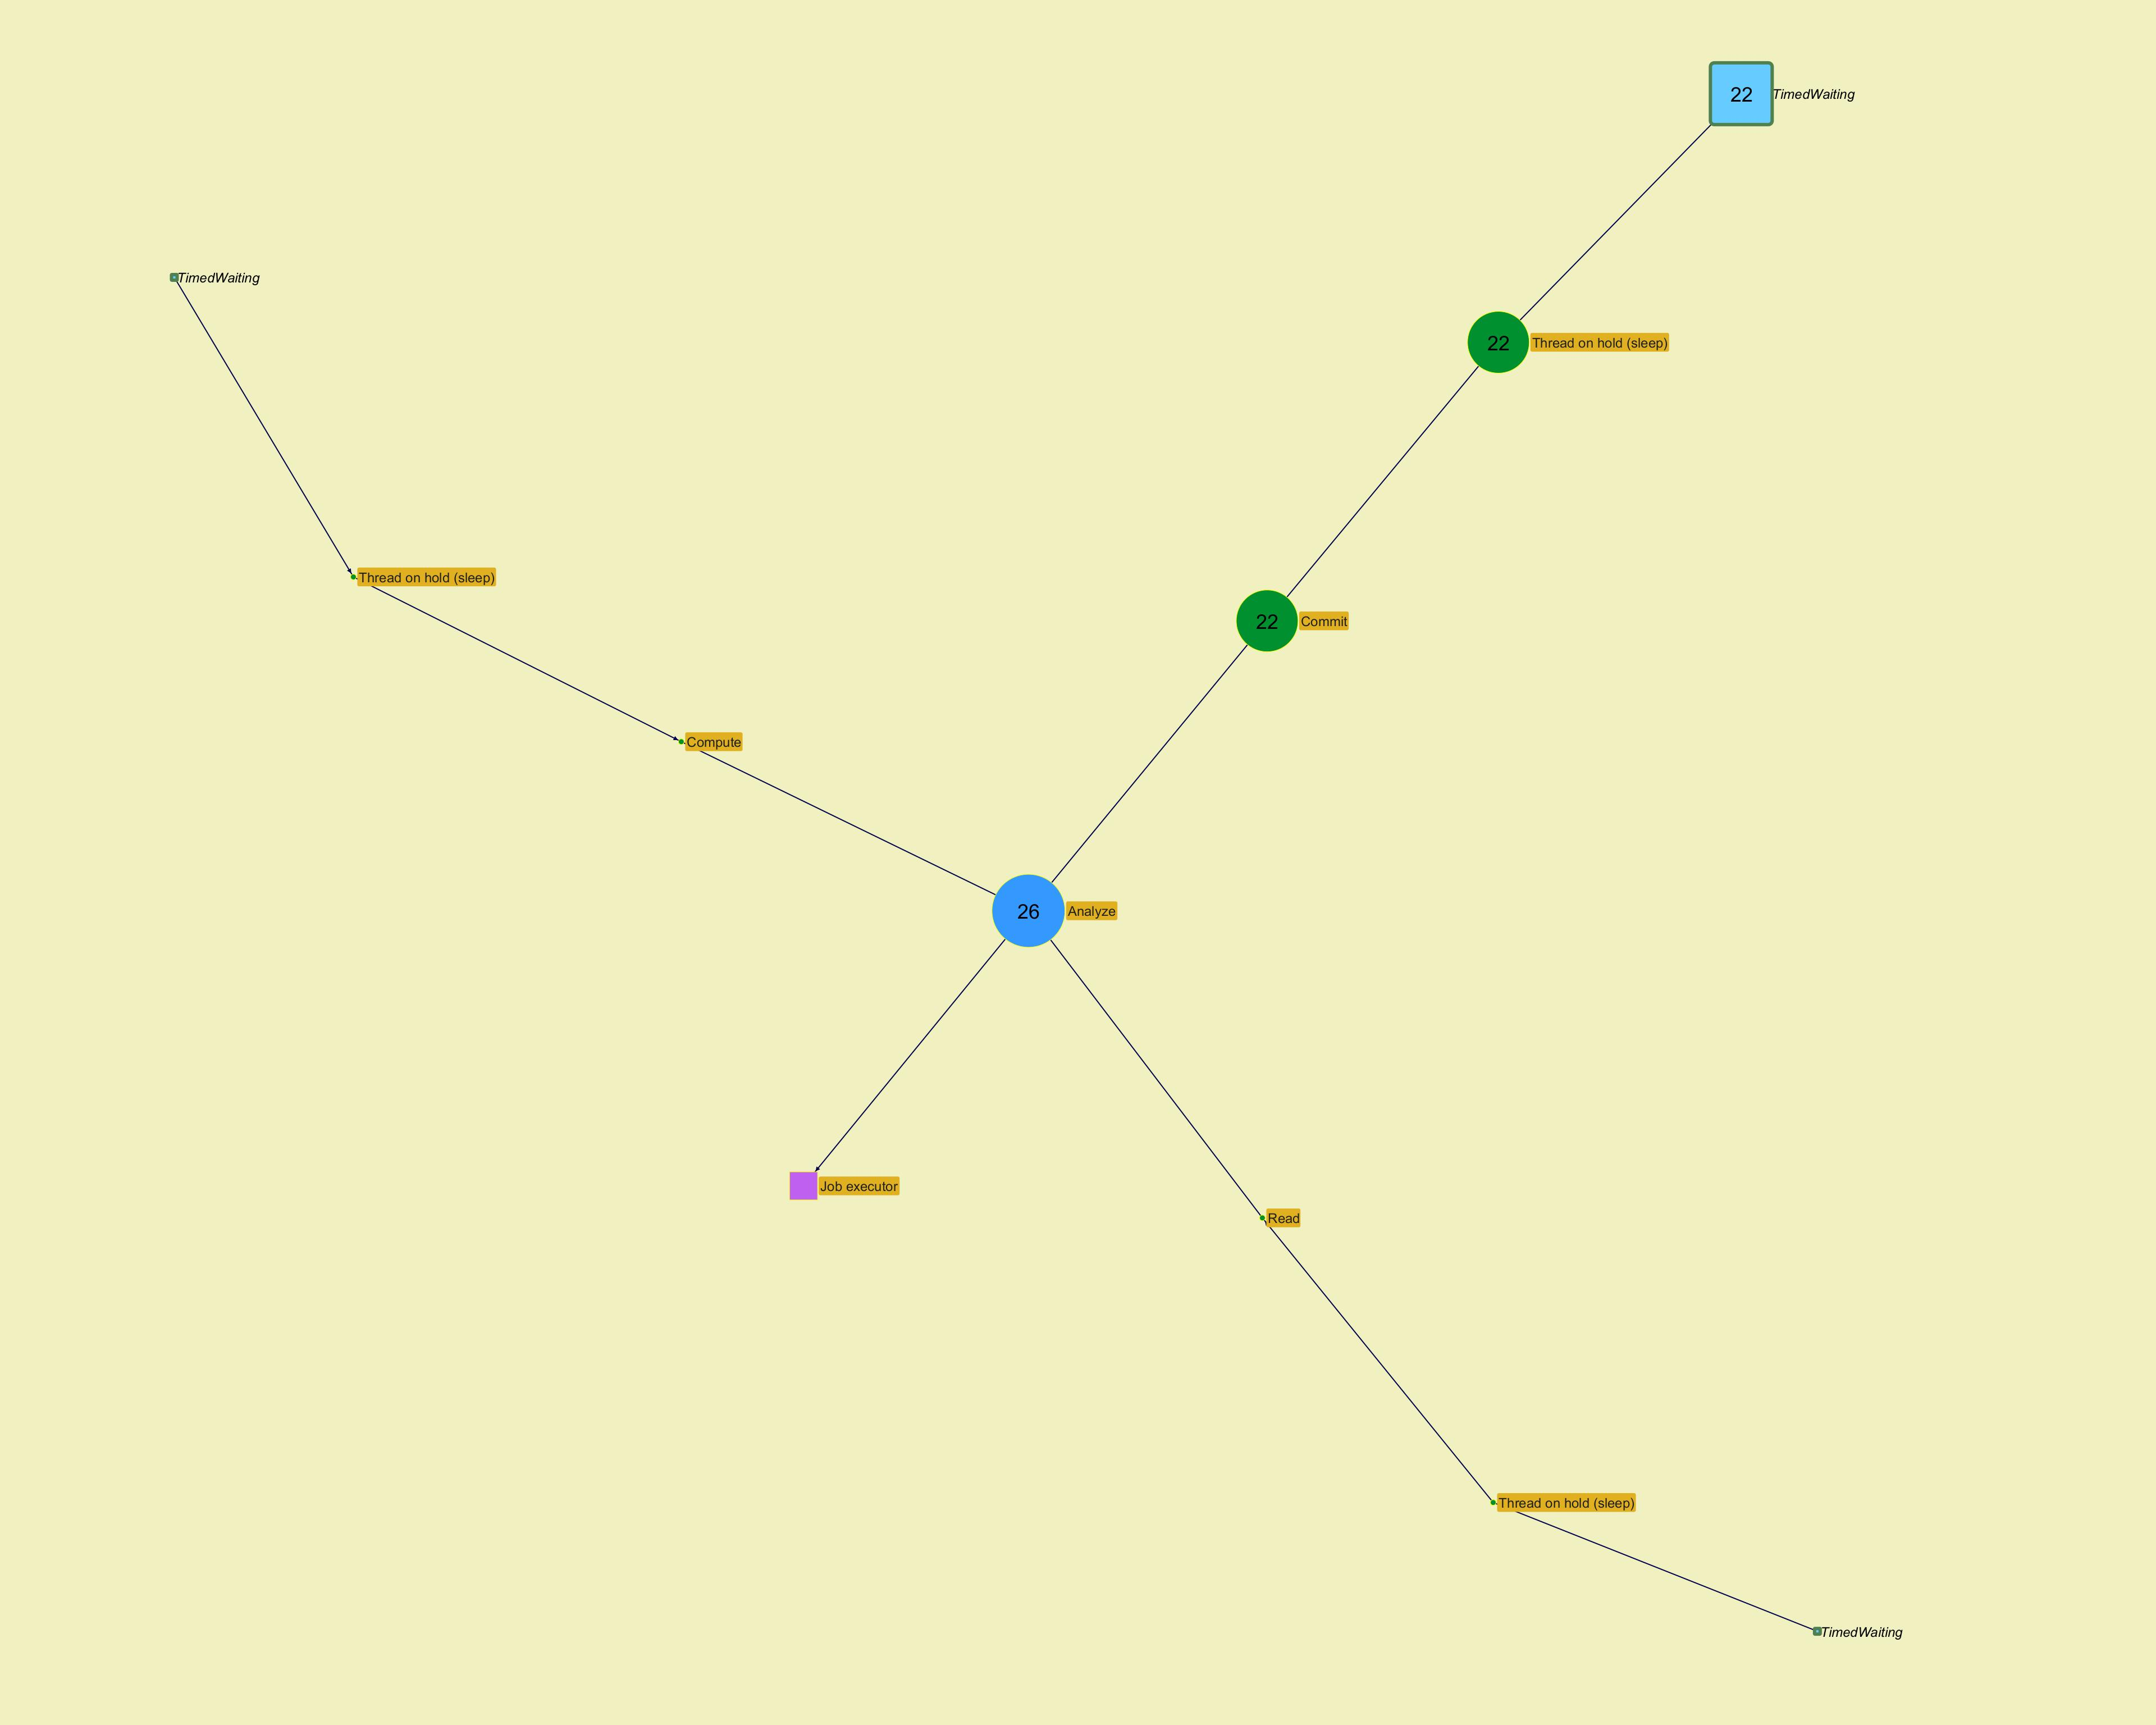 22 TimedWaiting
TimedWaiting
22 Thread on hold (sleep)
Thread on hold (sleep)
22 Commit
Compute
26 Analyze
Job executor
Read
Thread on hold (sleep)
TimedWaiting